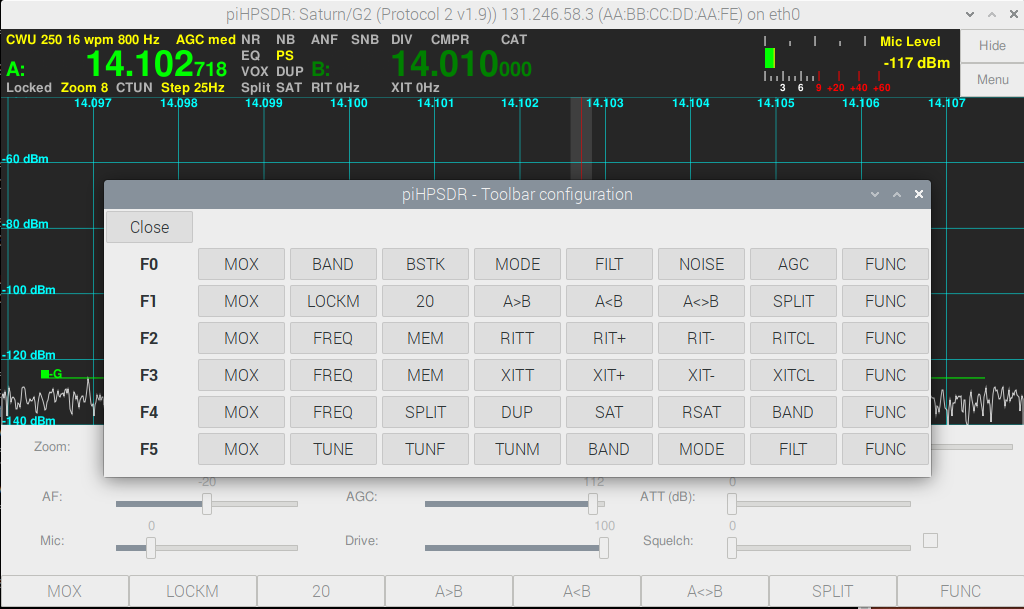 piHPSDR: Saturn/G2 (Protocol 2 v1.9)) 131.246.58.3 (AA:BB:CC:DD:AA:FE) on eth0
CWU 250 16 wpm 800 Hz AGC med NR NB ANF SNB DIV CMPR CAT
EQ PS
A: 14.102718 VOX DUP B: 14.010000
Locked Zoom 8 CTUN Step 25Hz Split SAT RIT 0Hz XIT 0Hz
Mic Level
-117 dBm
3 6 9 +20 +40 +60
Hide
Menu
14.097 14.098 14.099 14.100 14.101 14.102 14.103 14.104 14.105 14.106 14.107
-60 dBm
-80 dBm
-100 dBm
-120 dBm
-G
-140 dBm
piHPSDR - Toolbar configuration
Close
F0 MOX BAND BSTK MODE FILT NOISE AGC FUNC
F1 MOX LOCKM 20 A>B A<B A<>B SPLIT FUNC
F2 MOX FREQ MEM RITT RIT+ RIT- RITCL FUNC
F3 MOX FREQ MEM XITT XIT+ XIT- XITCL FUNC
F4 MOX FREQ SPLIT DUP SAT RSAT BAND FUNC
F5 MOX TUNE TUNF TUNM BAND MODE FILT FUNC
Zoom:
-20 112 0
AF: AGC: ATT (dB):
0 100 0
Mic: Drive: Squelch:
MOX LOCKM 20 A>B A<B A<>B SPLIT FUNC